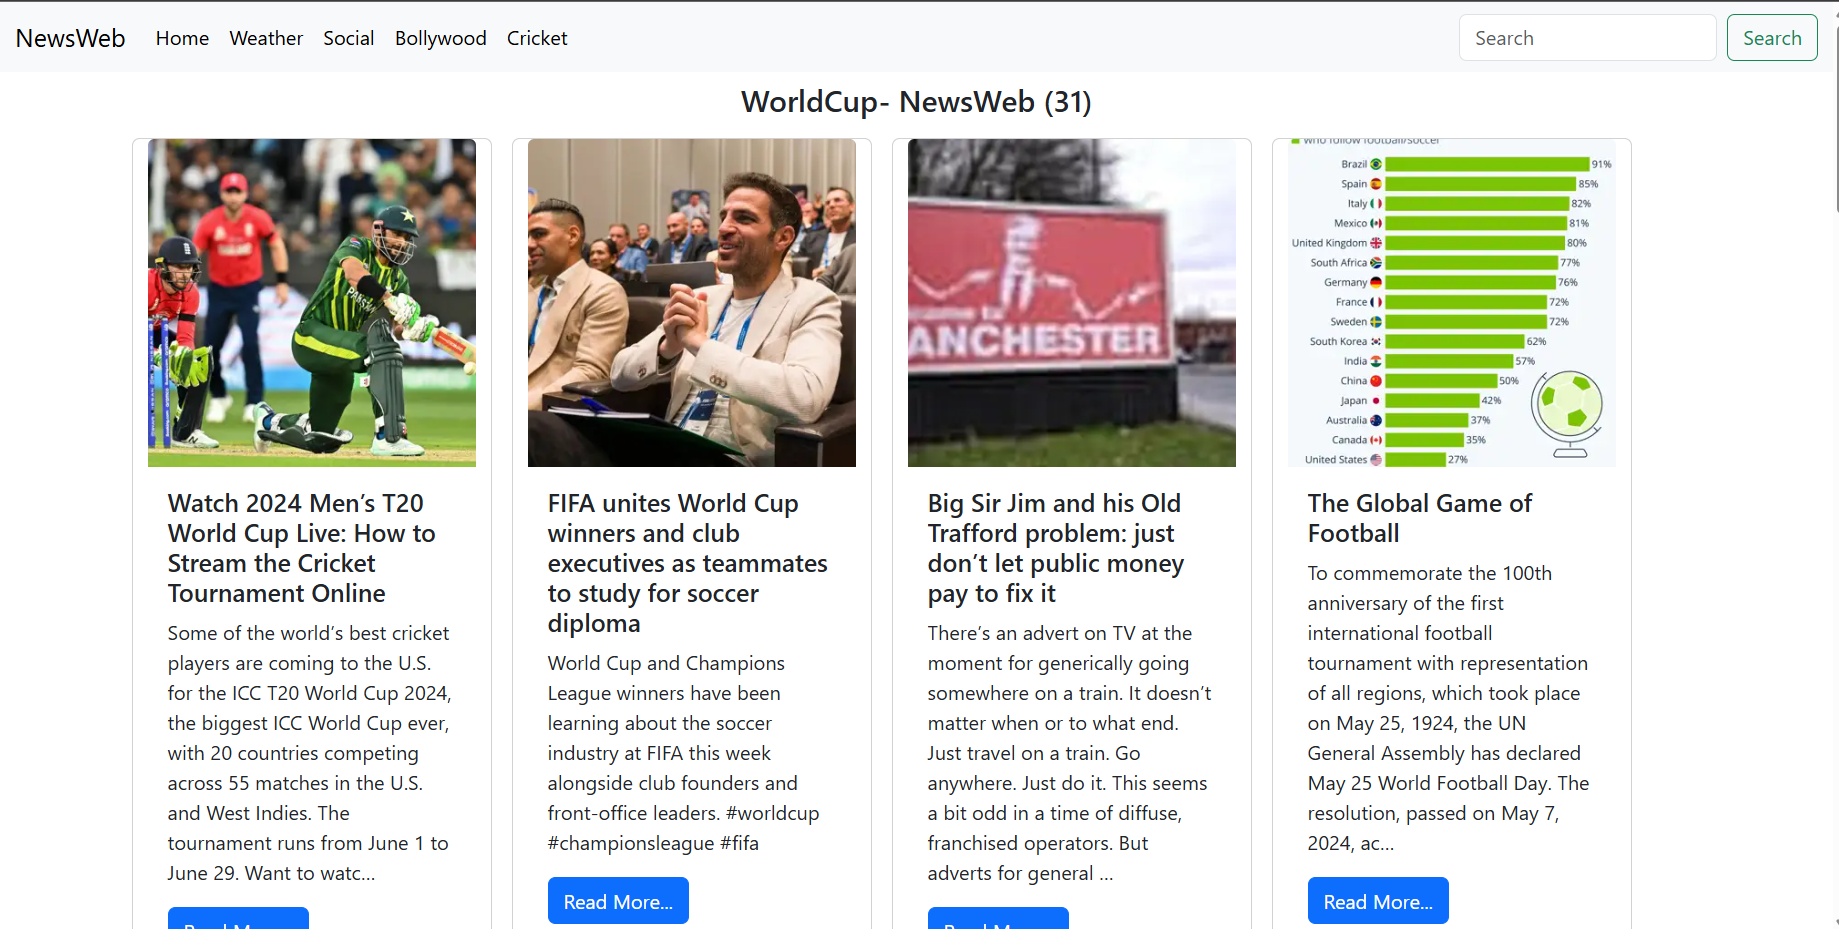 NewsWeb Home Weather Social Bollywood Cricket Search Search
WorldCup- NewsWeb (31)
PAKISTAN
ANCHESTER
who follow football/soccer
Brazil 91%
Spain 85%
Italy 82%
Mexico 81%
United Kingdom 80%
South Africa 77%
Germany 76%
France 72%
Sweden 72%
South Korea 62%
India 57%
China 50%
Japan 42%
Australia 37%
Canada 35%
United States 27%
Watch 2024 Men’s T20
World Cup Live: How to
Stream the Cricket
Tournament Online
Some of the world’s best cricket
players are coming to the U.S.
for the ICC T20 World Cup 2024,
the biggest ICC World Cup ever,
with 20 countries competing
across 55 matches in the U.S.
and West Indies. The
tournament runs from June 1 to
June 29. Want to watc...
Read More...
FIFA unites World Cup
winners and club
executives as teammates
to study for soccer
diploma
World Cup and Champions
League winners have been
learning about the soccer
industry at FIFA this week
alongside club founders and
front-office leaders. #worldcup
#championsleague #fifa
Read More...
Big Sir Jim and his Old
Trafford problem: just
don’t let public money
pay to fix it
There’s an advert on TV at the
moment for generically going
somewhere on a train. It doesn’t
matter when or to what end.
Just travel on a train. Go
anywhere. Just do it. This seems
a bit odd in a time of diffuse,
franchised operators. But
adverts for general ...
Read More...
The Global Game of
Football
To commemorate the 100th
anniversary of the first
international football
tournament with representation
of all regions, which took place
on May 25, 1924, the UN
General Assembly has declared
May 25 World Football Day. The
resolution, passed on May 7,
2024, ac...
Read More...